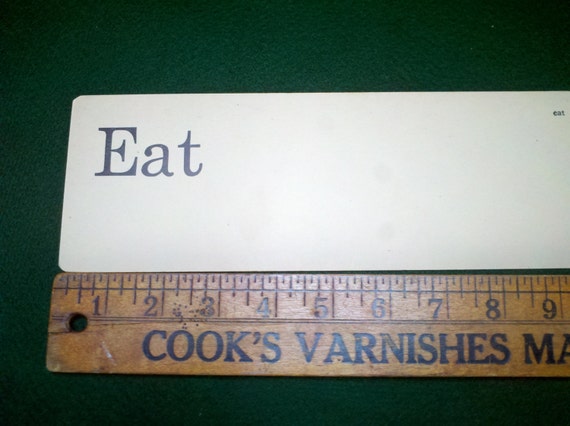 eat
Eat
1 2 3 4 5 6 7 8 9
COOK'S VARNISHES MA